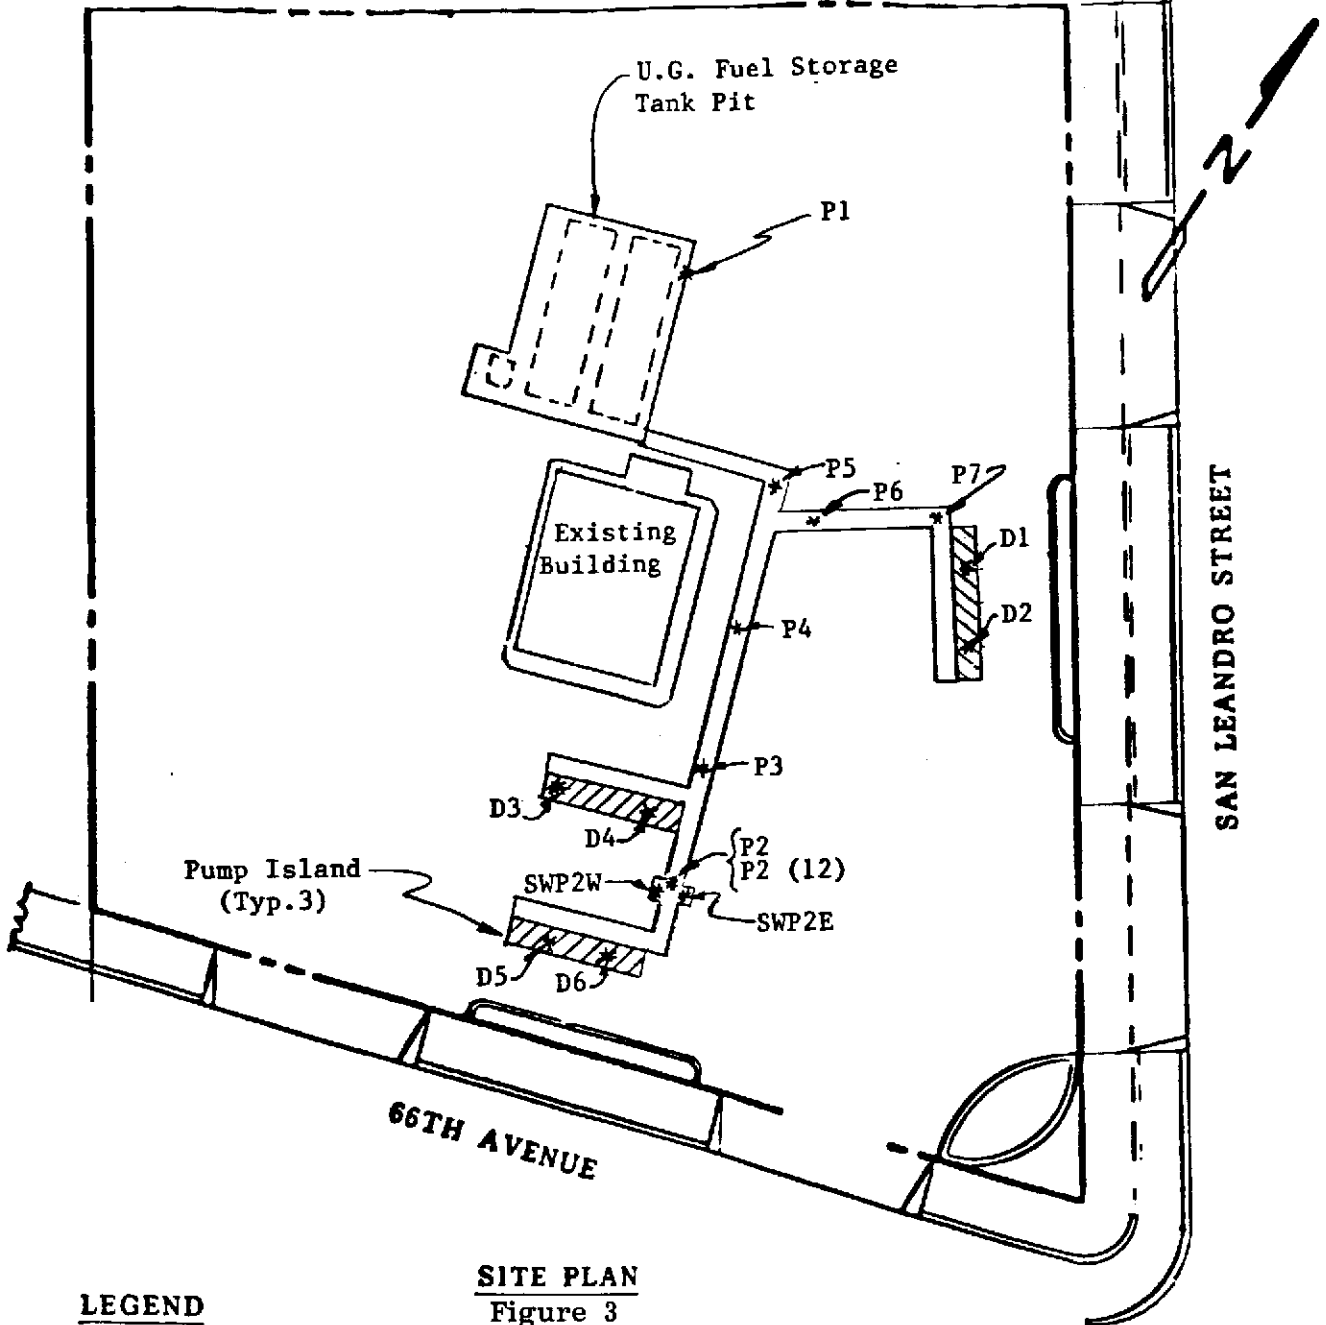 U.G. Fuel Storage
Tank Pit
P1
N
P5
P6
P7
Existing
Building
D1
D2
P4
P3
D3
D4
P2
P2 (12)
Pump Island
(Typ.3)
SWP2W
SWP2E
D5
D6
SAN LEANDRO STREET
66TH AVENUE
SITE PLAN
Figure 3
LEGEND